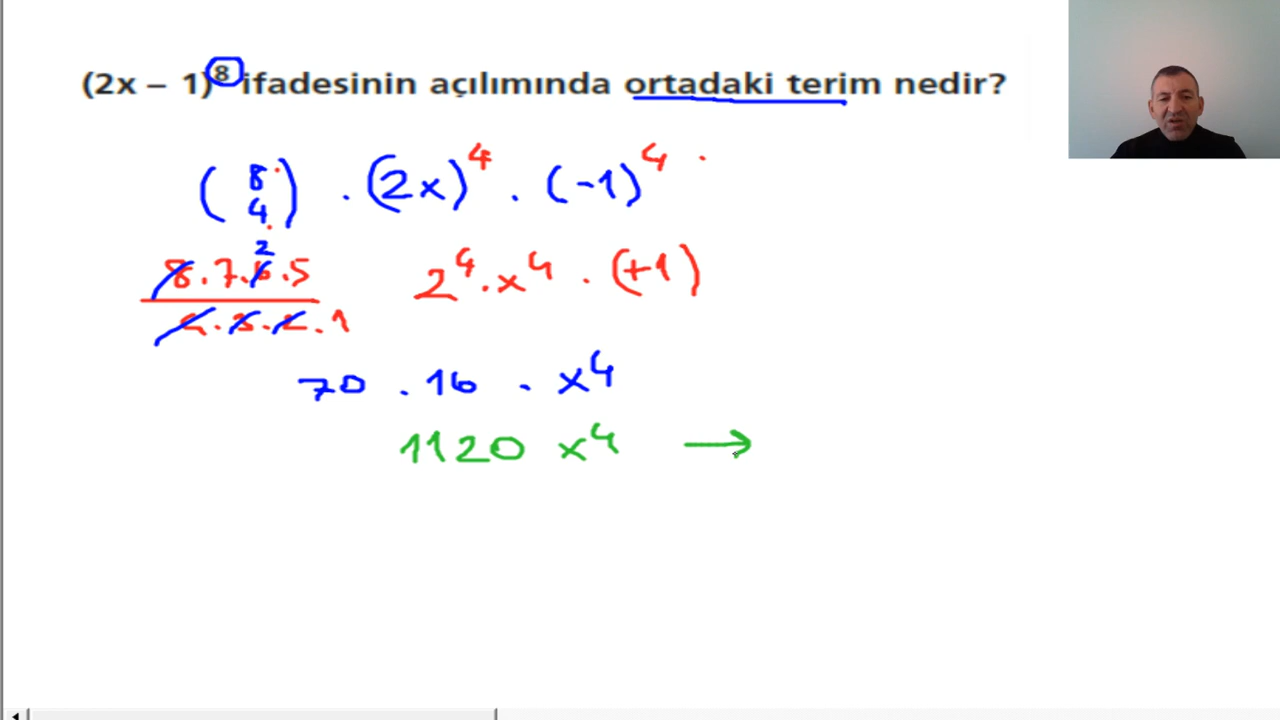 (2x – 1)⁸ ifadesinin açılımında ortadaki terim nedir?
(8 4) . (2x)⁴ . (-1)⁴ .
2
8.7.6.5 2⁴.x⁴ . (+1)
4.3.2.1
70 . 16 . x⁴
1120 x⁴ →